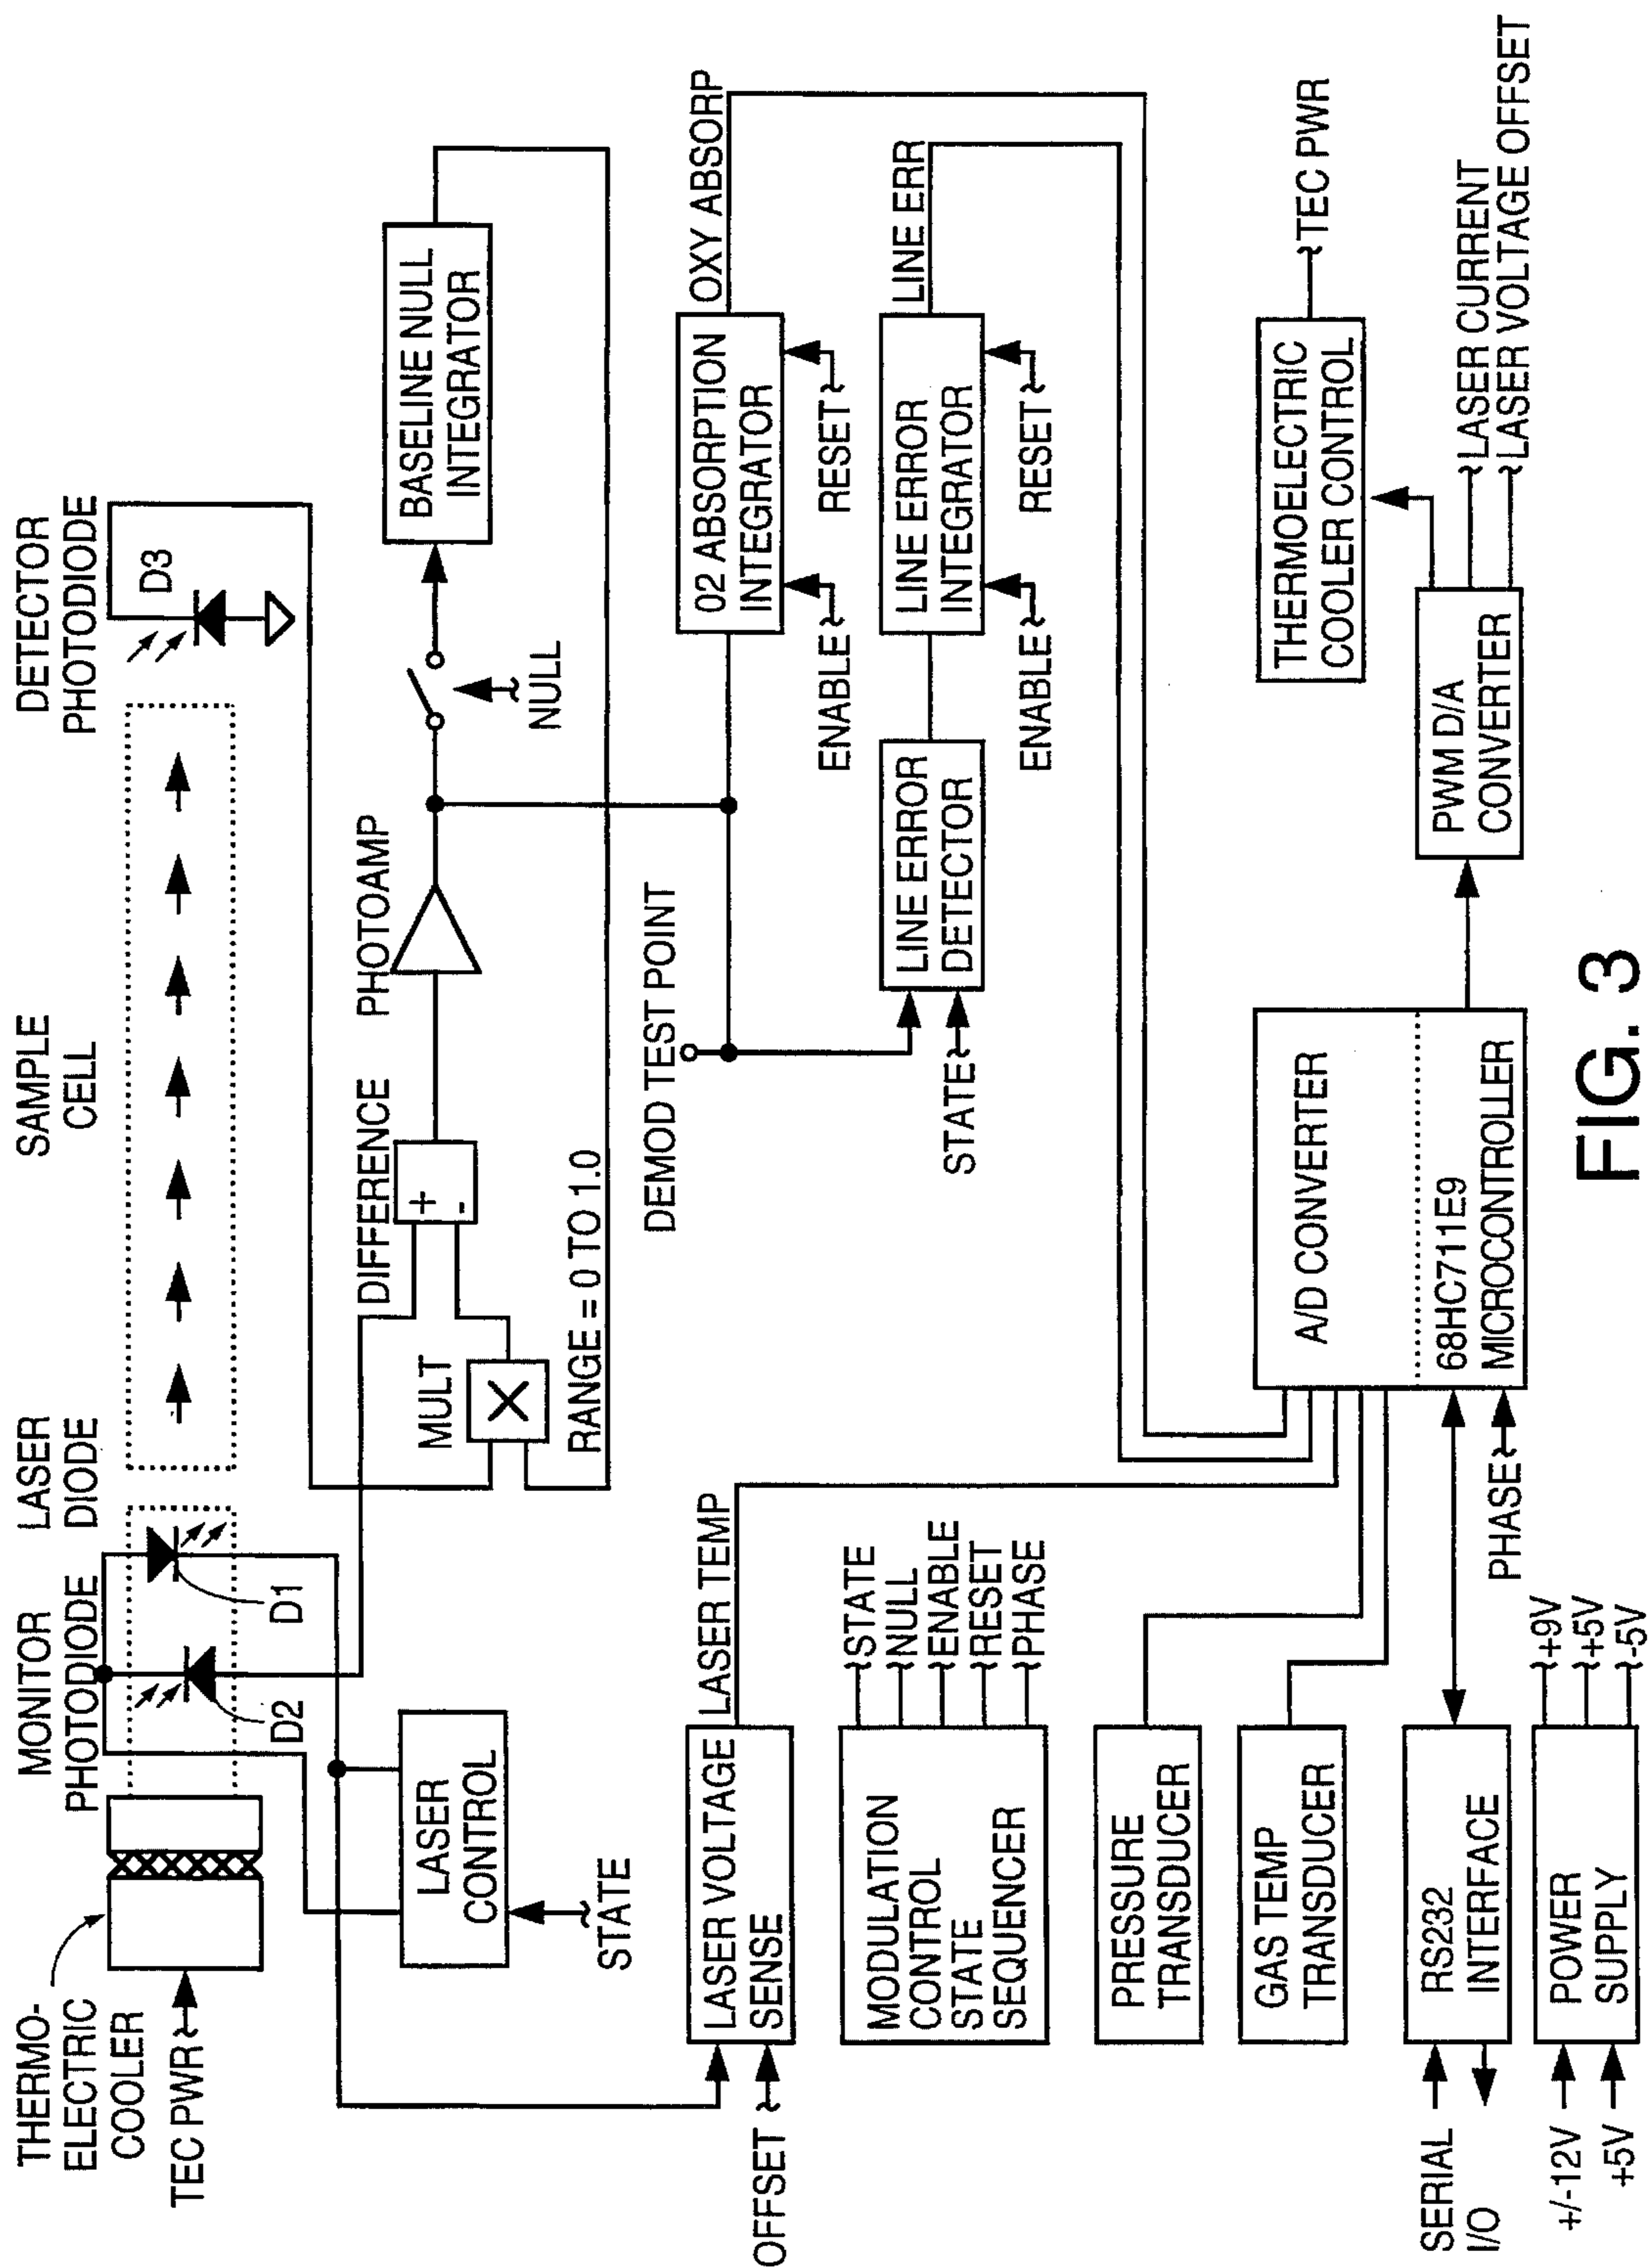 THERMO-
ELECTRIC
COOLER
TEC PWR
MONITOR
PHOTODIODE
LASER
DIODE
SAMPLE
CELL
DETECTOR
PHOTODIODE
D2
D1
D3
LASER
CONTROL
STATE
MULT
DIFFERENCE
+
-
PHOTOAMP
RANGE = 0 TO 1.0
NULL
BASELINE NULL
INTEGRATOR
DEMOD TEST POINT
02 ABSORPTION
INTEGRATOR
OXY ABSORP
ENABLE
RESET
STATE
LINE ERROR
DETECTOR
LINE ERROR
INTEGRATOR
LINE ERR
ENABLE
RESET
OFFSET
LASER VOLTAGE
SENSE
LASER TEMP
MODULATION
CONTROL
STATE
SEQUENCER
STATE
NULL
ENABLE
RESET
PHASE
PRESSURE
TRANSDUCER
GAS TEMP
TRANSDUCER
SERIAL
I/O
RS232
INTERFACE
+/-12V
+5V
POWER
SUPPLY
+9V
+5V
-5V
PHASE
A/D CONVERTER
68HC711E9
MICROCONTROLLER
PWM D/A
CONVERTER
THERMOELECTRIC
COOLER CONTROL
TEC PWR
LASER CURRENT
LASER VOLTAGE OFFSET
FIG. 3